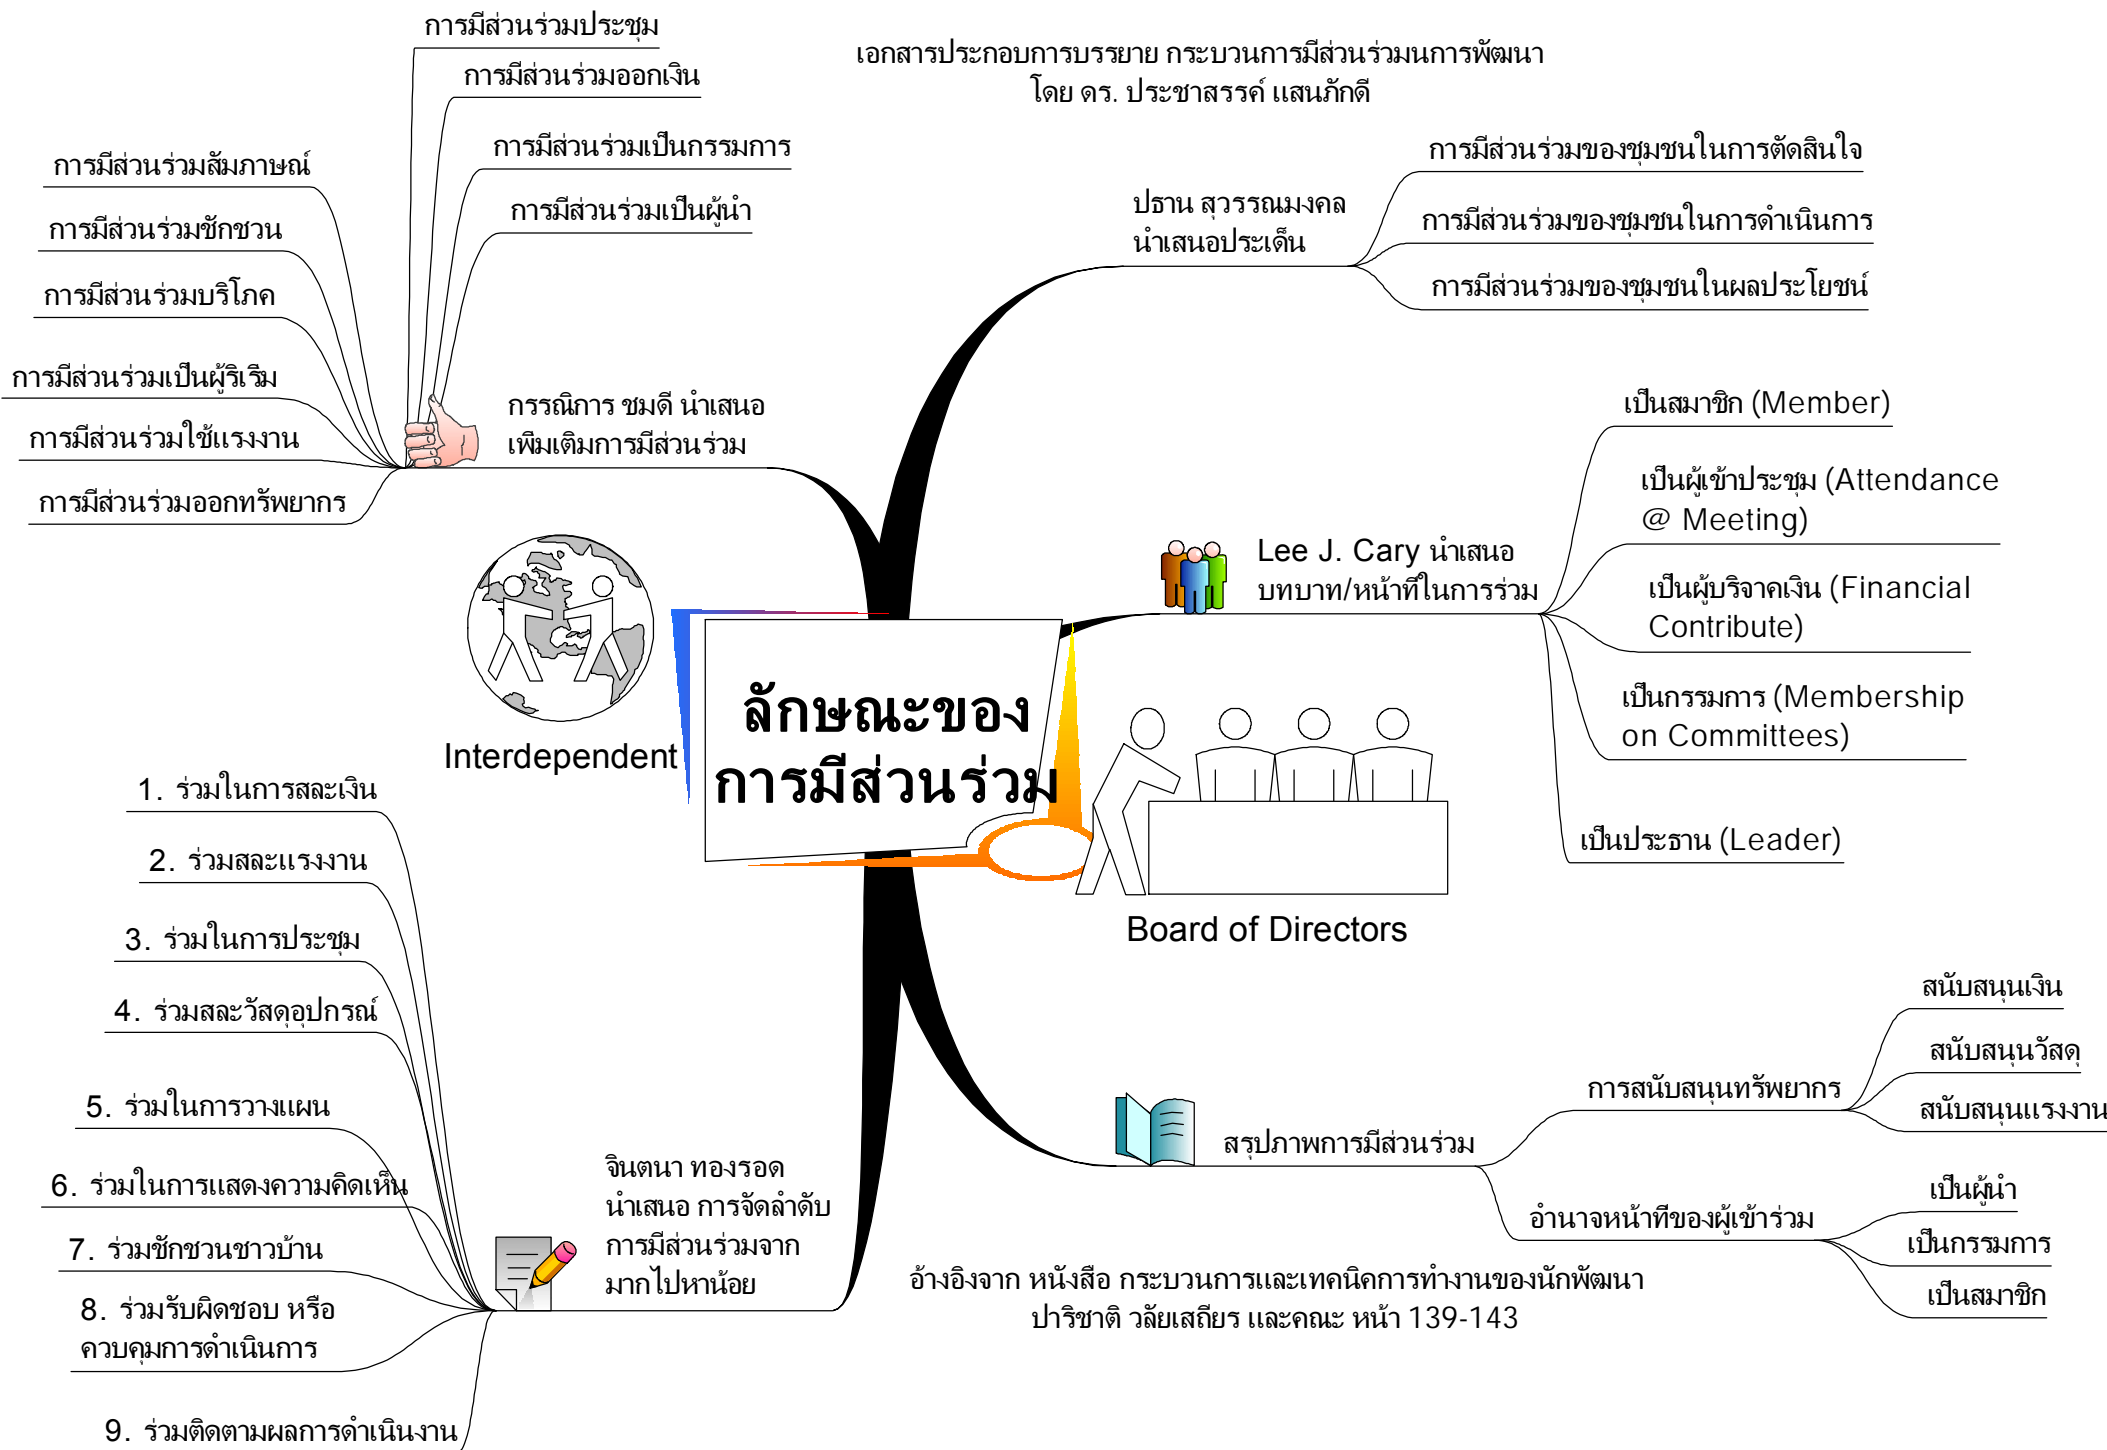 เอกสารประกอบการบรรยาย กระบวนการมีส่วนร่วมนการพัฒนา
โดย ดร. ประชาสรรค์ แสนภักดี
การมีส่วนร่วมประชุม
การมีส่วนร่วมออกเงิน
การมีส่วนร่วมเป็นกรรมการ
การมีส่วนร่วมเป็นผู้นำ
การมีส่วนร่วมสัมภาษณ์
การมีส่วนร่วมชักชวน
การมีส่วนร่วมบริโภค
การมีส่วนร่วมเป็นผู้ริเริ่ม
การมีส่วนร่วมใช้แรงงาน
การมีส่วนร่วมออกทรัพยากร
กรรณิการ ชมดี นำเสนอ
เพิ่มเติมการมีส่วนร่วม
ปธาน สุวรรณมงคล
นำเสนอประเด็น
การมีส่วนร่วมของชุมชนในการตัดสินใจ
การมีส่วนร่วมของชุมชนในการดำเนินการ
การมีส่วนร่วมของชุมชนในผลประโยชน์
Lee J. Cary นำเสนอ
บทบาท/หน้าที่ในการร่วม
เป็นสมาชิก (Member)
เป็นผู้เข้าประชุม (Attendance
@ Meeting)
เป็นผู้บริจาคเงิน (Financial
Contribute)
เป็นกรรมการ (Membership
on Committees)
เป็นประธาน (Leader)
Interdependent
ลักษณะของ
การมีส่วนร่วม
Board of Directors
1. ร่วมในการสละเงิน
2. ร่วมสละแรงงาน
3. ร่วมในการประชุม
4. ร่วมสละวัสดุอุปกรณ์
5. ร่วมในการวางแผน
6. ร่วมในการแสดงความคิดเห็น
7. ร่วมชักชวนชาวบ้าน
8. ร่วมรับผิดชอบ หรือ
ควบคุมการดำเนินการ
9. ร่วมติดตามผลการดำเนินงาน
จินตนา ทองรอด
นำเสนอ การจัดลำดับ
การมีส่วนร่วมจาก
มากไปหาน้อย
สรุปภาพการมีส่วนร่วม
การสนับสนุนทรัพยากร
สนับสนุนเงิน
สนับสนุนวัสดุ
สนับสนุนแรงงาน
อำนาจหน้าที่ของผู้เข้าร่วม
เป็นผู้นำ
เป็นกรรมการ
เป็นสมาชิก
อ้างอิงจาก หนังสือ กระบวนการและเทคนิคการทำงานของนักพัฒนา
ปาริชาติ วลัยเสถียร และคณะ หน้า 139-143